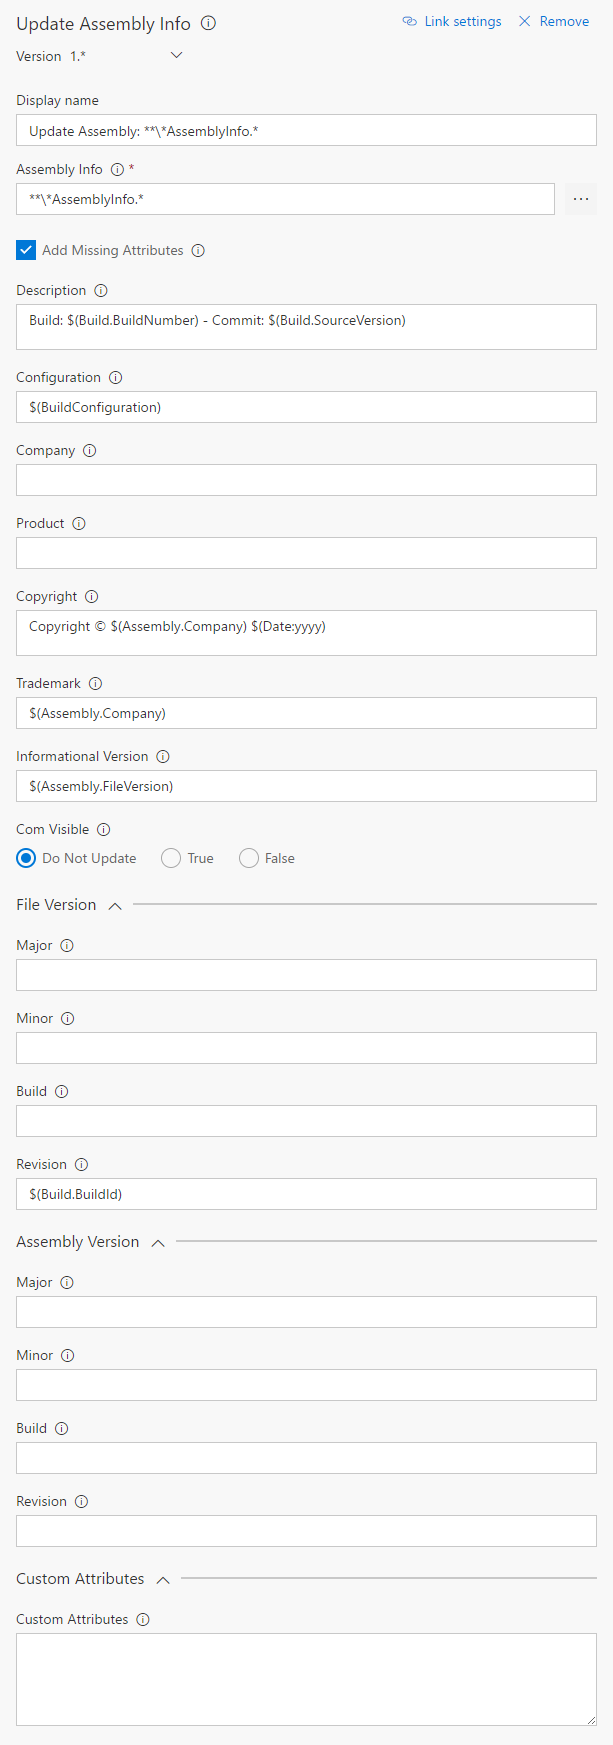 Update Assembly Info
Link settings
Remove
Version 1.*
Display name
Update Assembly: **\*AssemblyInfo.*
Assembly Info *
**\*AssemblyInfo.*
...
Add Missing Attributes
Description
Build: $(Build.BuildNumber) - Commit: $(Build.SourceVersion)
Configuration
$(BuildConfiguration)
Company
Product
Copyright
Copyright © $(Assembly.Company) $(Date:yyyy)
Trademark
$(Assembly.Company)
Informational Version
$(Assembly.FileVersion)
Com Visible
Do Not Update True False
File Version
Major
Minor
Build
Revision
$(Build.BuildId)
Assembly Version
Major
Minor
Build
Revision
Custom Attributes
Custom Attributes